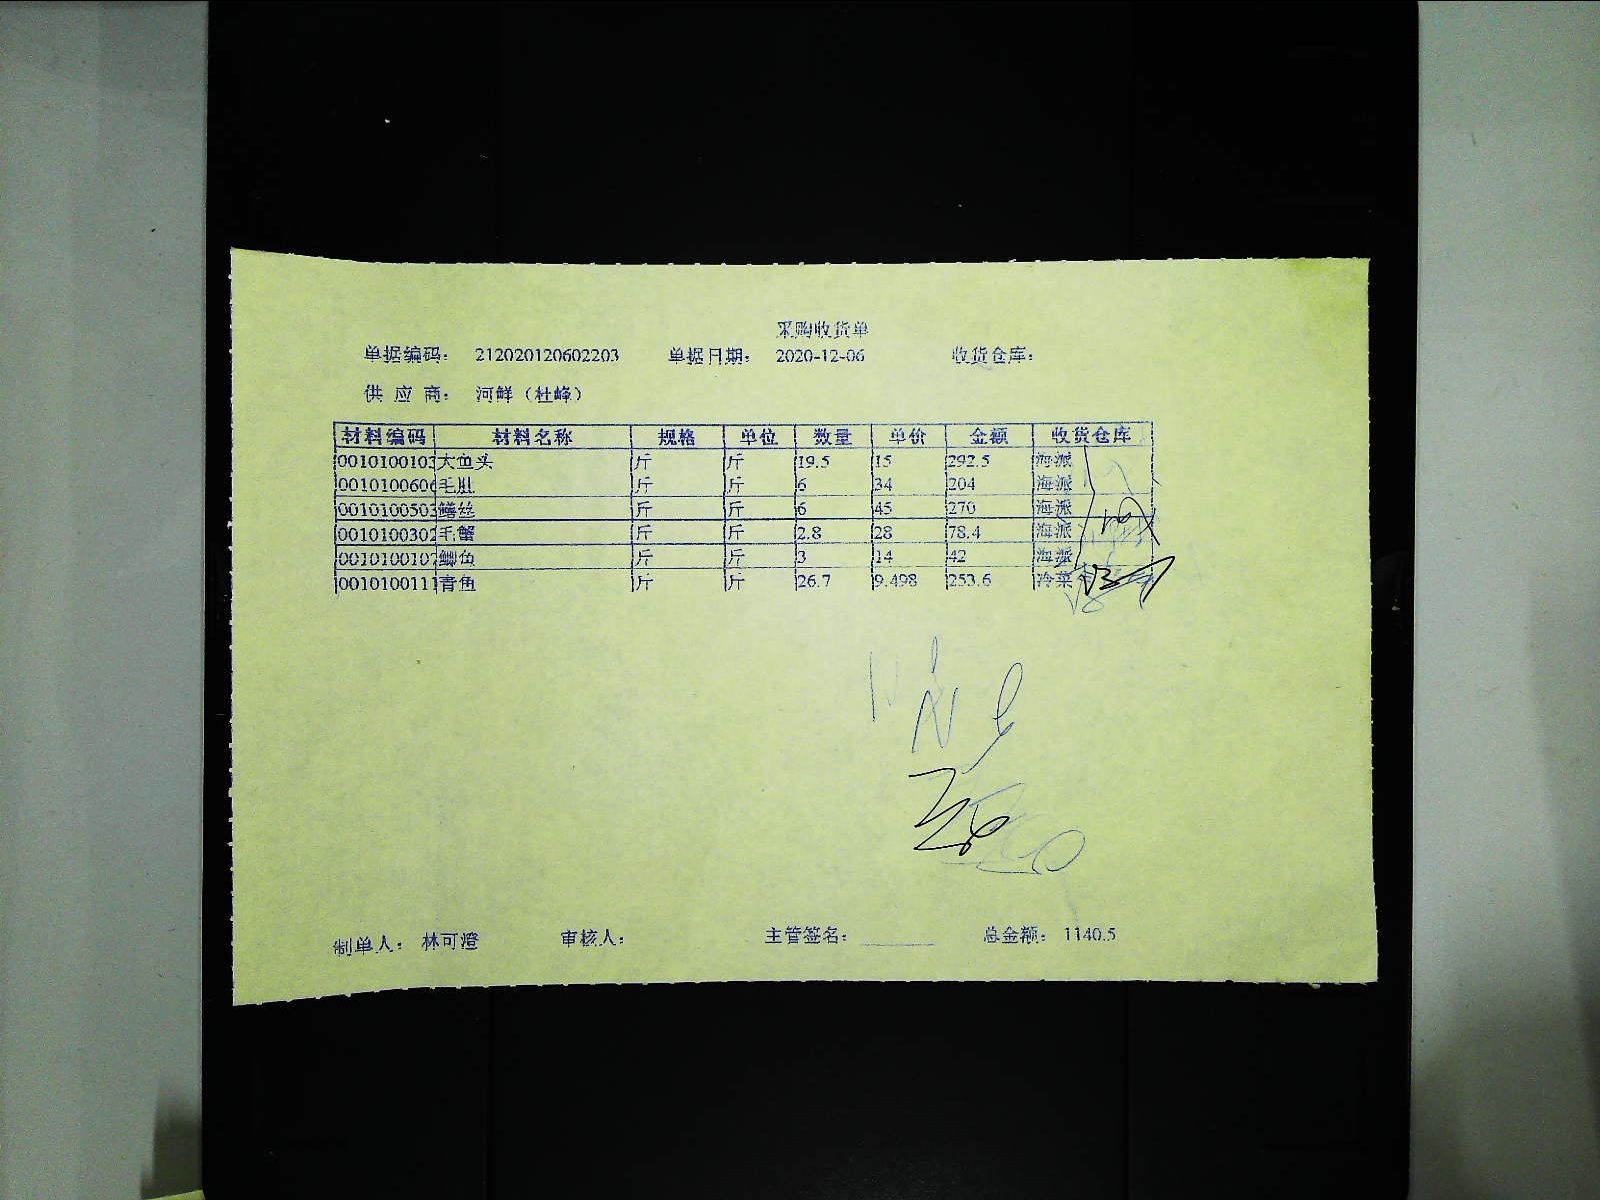 采购收货单
单据编码: 212020120602203 单据日期: 2020-12-06 收货仓库:
供 应 商: 河鲜（杜峰）
材料编码 材料名称 规格 单位 数量 单价 金额 收货仓库
0010100103 大鱼头 斤 斤 19.5 15 292.5 海派
001010060 毛肚 斤 斤 6 34 204 海派
0010100503 鳝丝 斤 斤 6 45 270 海派
0010100302 毛蟹 斤 斤 2.8 28 78.4 海派
001010010 鲫鱼 斤 斤 3 14 42 海派
001010011 青鱼 斤 斤 26.7 9.498 253.6 冷菜
制单人: 林可澄 审核人: 主管签名: 总金额: 1140.5